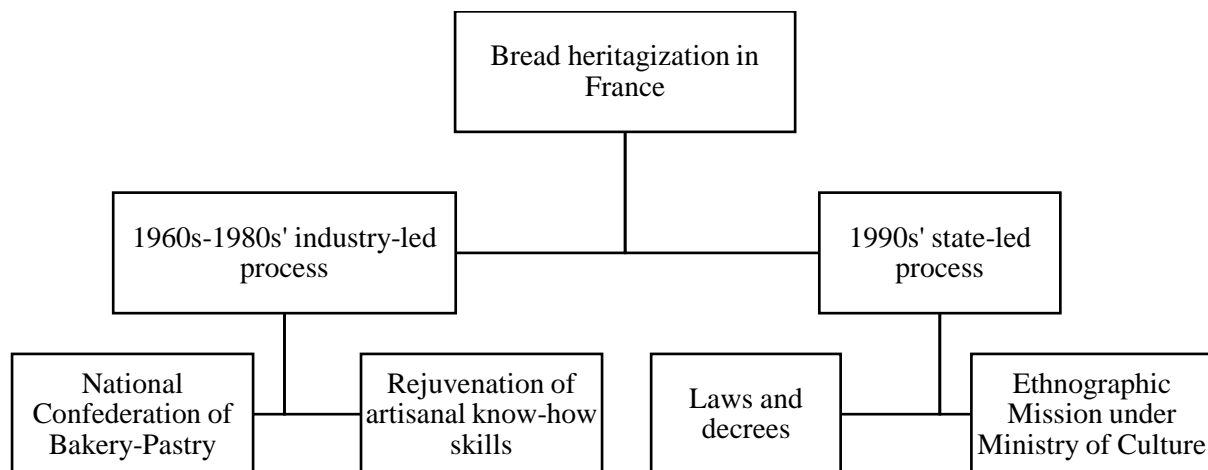 Bread heritagization in
France
1960s-1980s' industry-led
process
1990s' state-led
process
National
Confederation of
Bakery-Pastry
Rejuvenation of
artisanal know-how
skills
Laws and
decrees
Ethnographic
Mission under
Ministry of Culture